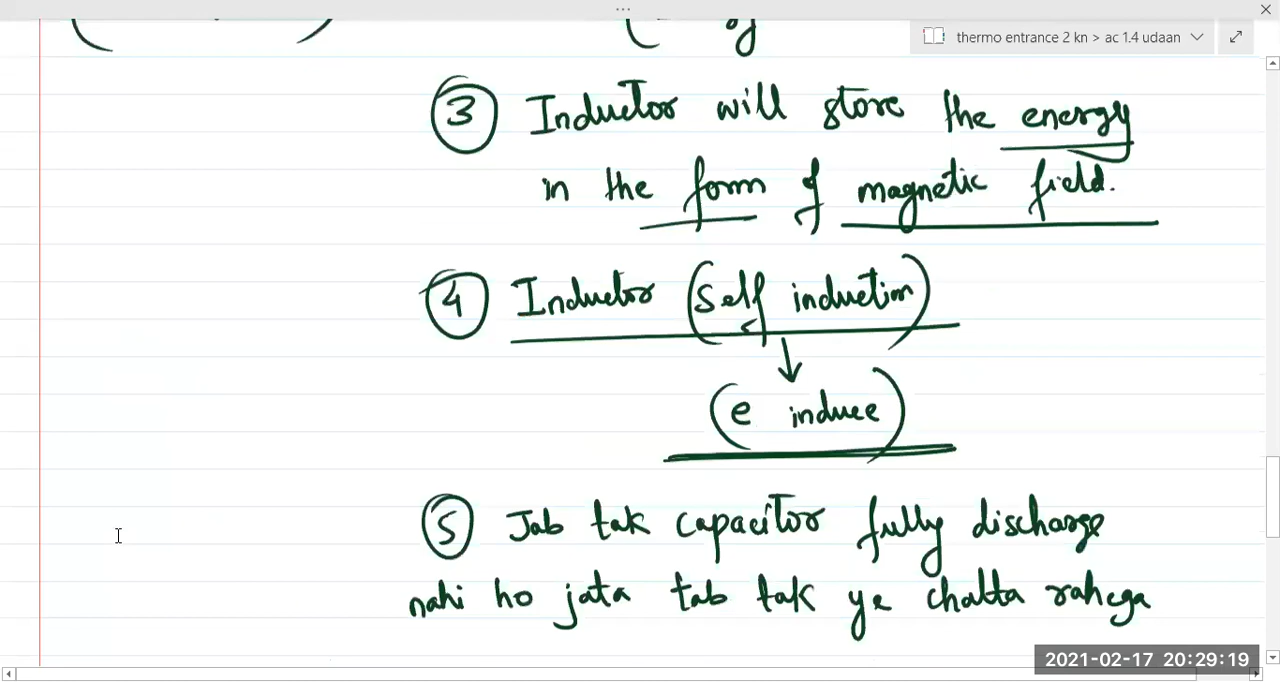 thermo entrance 2 kn > ac 1.4 udaan
③ Inductor will store the energy
in the form of magnetic field.
④ Inductor (Self induction)
↓
(e induce)
⑤ Jab tak capacitor fully discharge
nahi ho jata tab tak ye chalta rahega
2021-02-17 20:29:19